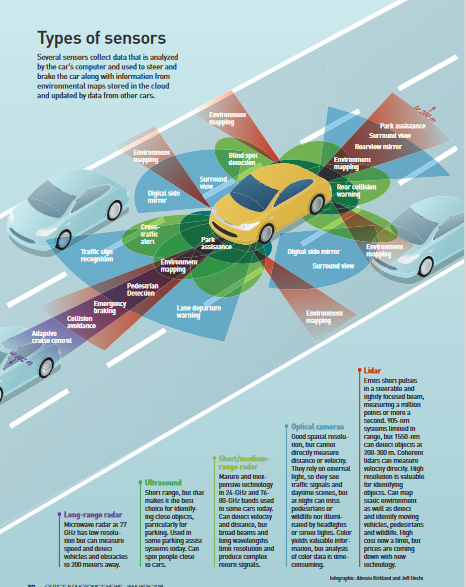 Types of sensors
Several sensors collect data that is analyzed
by the car's computer and used to steer and
brake the car along with information from
environmental maps stored in the cloud
and updated by data from other cars.
Environment
mapping
to 200 m
Park assistance
Surround view
Rearview mirror
Environment
mapping
Blind spot
detection
Environment
mapping
Surround
view
Rear collision
warning
Digital side
mirror
Cross-
traffic
alert
Park
assistance
Traffic sign
recognition
Digital side mirror
Environment
mapping
Surround view
Environment
mapping
Pedestrian
Detection
Emergency
braking
Lane departure
warning
Environment
mapping
Collision
avoidance
Adaptive
cruise control
Lidar
Emits short pulses
in a steerable and
tightly focused beam,
measuring a million
points or more a
second. 905-nm
systems limited in
range, but 1550-nm
can detect objects at
200-300 m. Coherent
lidars can measure
velocity directly. High
resolution is valuable
for identifying
objects. Can map
static environment
as well as detect
and identify moving
vehicles, pedestrians
and wildlife. High
cost now a limit, but
prices are coming
down with new
technology.
Optical cameras
Good spatial resolu-
tion, but cannot
directly measure
distance or velocity.
They rely on external
light, so they see
traffic signals and
daytime scenes, but
at night can miss
pedestrians or
wildlife not illumi-
nated by headlights
or street lights. Color
yields valuable infor-
mation, but analysis
of color data is time-
consuming.
Short/medium-
range radar
Mature and inex-
pensive technology
in 24-GHz and 76-
80-GHz bands used
in some cars today.
Can detect velocity
and distance, but
broad beams and
long wavelengths
limit resolution and
produce complex
return signals.
Ultrasound
Short range, but that
makes it the best
choice for identify-
ing close objects,
particularly for
parking. Used in
some parking assist
systems today. Can
spot people close
to cars.
Long-range radar
Microwave radar at 77
GHz has low resolu-
tion but can measure
speed and detect
vehicles and obstacles
to 200 meters away.
Infographic: Alessia Kirkland and Jeff Hecht